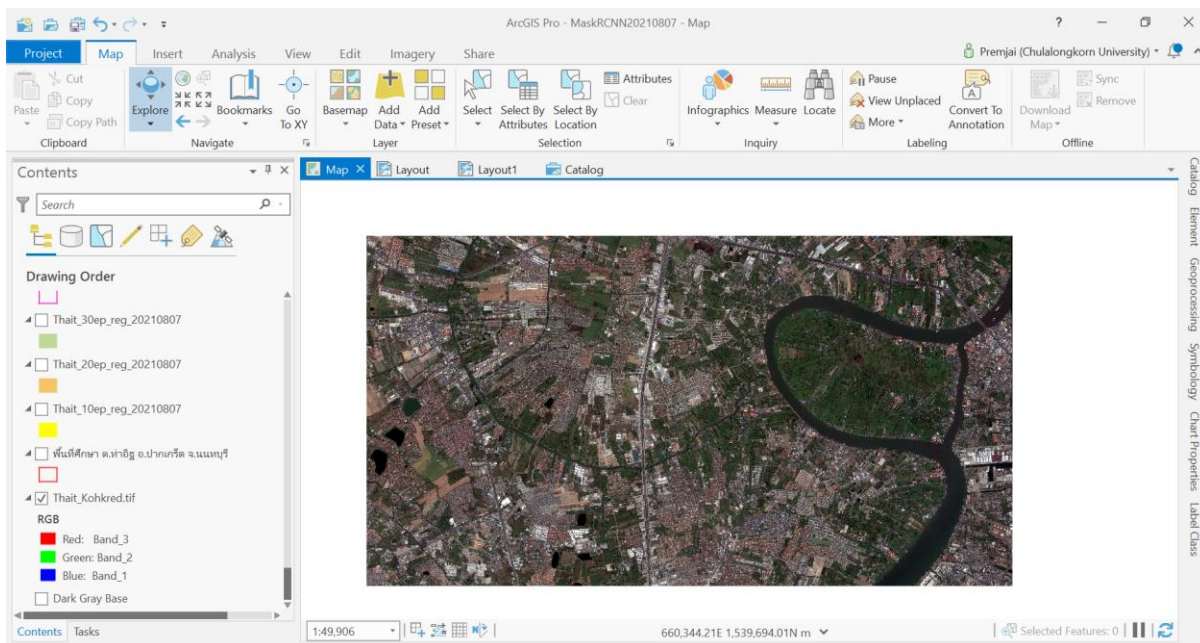 ArcGIS Pro - MaskRCNN20210807 - Map
?
Project Map Insert Analysis View Edit Imagery Share
Premjai (Chulalongkorn University)
Paste
Cut
Copy
Copy Path
Clipboard
Explore
Bookmarks
Go To XY
Navigate
Basemap
Add Data
Add Preset
Layer
Select
Select By Attributes
Select By Location
Attributes
Clear
Selection
Infographics
Measure
Locate
Inquiry
Pause
View Unplaced
More
Convert To Annotation
Labeling
Download Map
Sync
Remove
Offline
Contents
Search
Drawing Order
Thait_30ep_reg_20210807
Thait_20ep_reg_20210807
Thait_10ep_reg_20210807
พื้นที่ศึกษา ต.ท่าอิฐ อ.ปากเกร็ด จ.นนทบุรี
Thait_Kohkred.tif
RGB
Red: Band_3
Green: Band_2
Blue: Band_1
Dark Gray Base
Contents Tasks
Map Layout Layout1 Catalog
1:49,906
660,344.21E 1,539,694.01N m
Selected Features: 0
Catalog
Element
Geoprocessing
Symbology
Chart Properties
Label Class